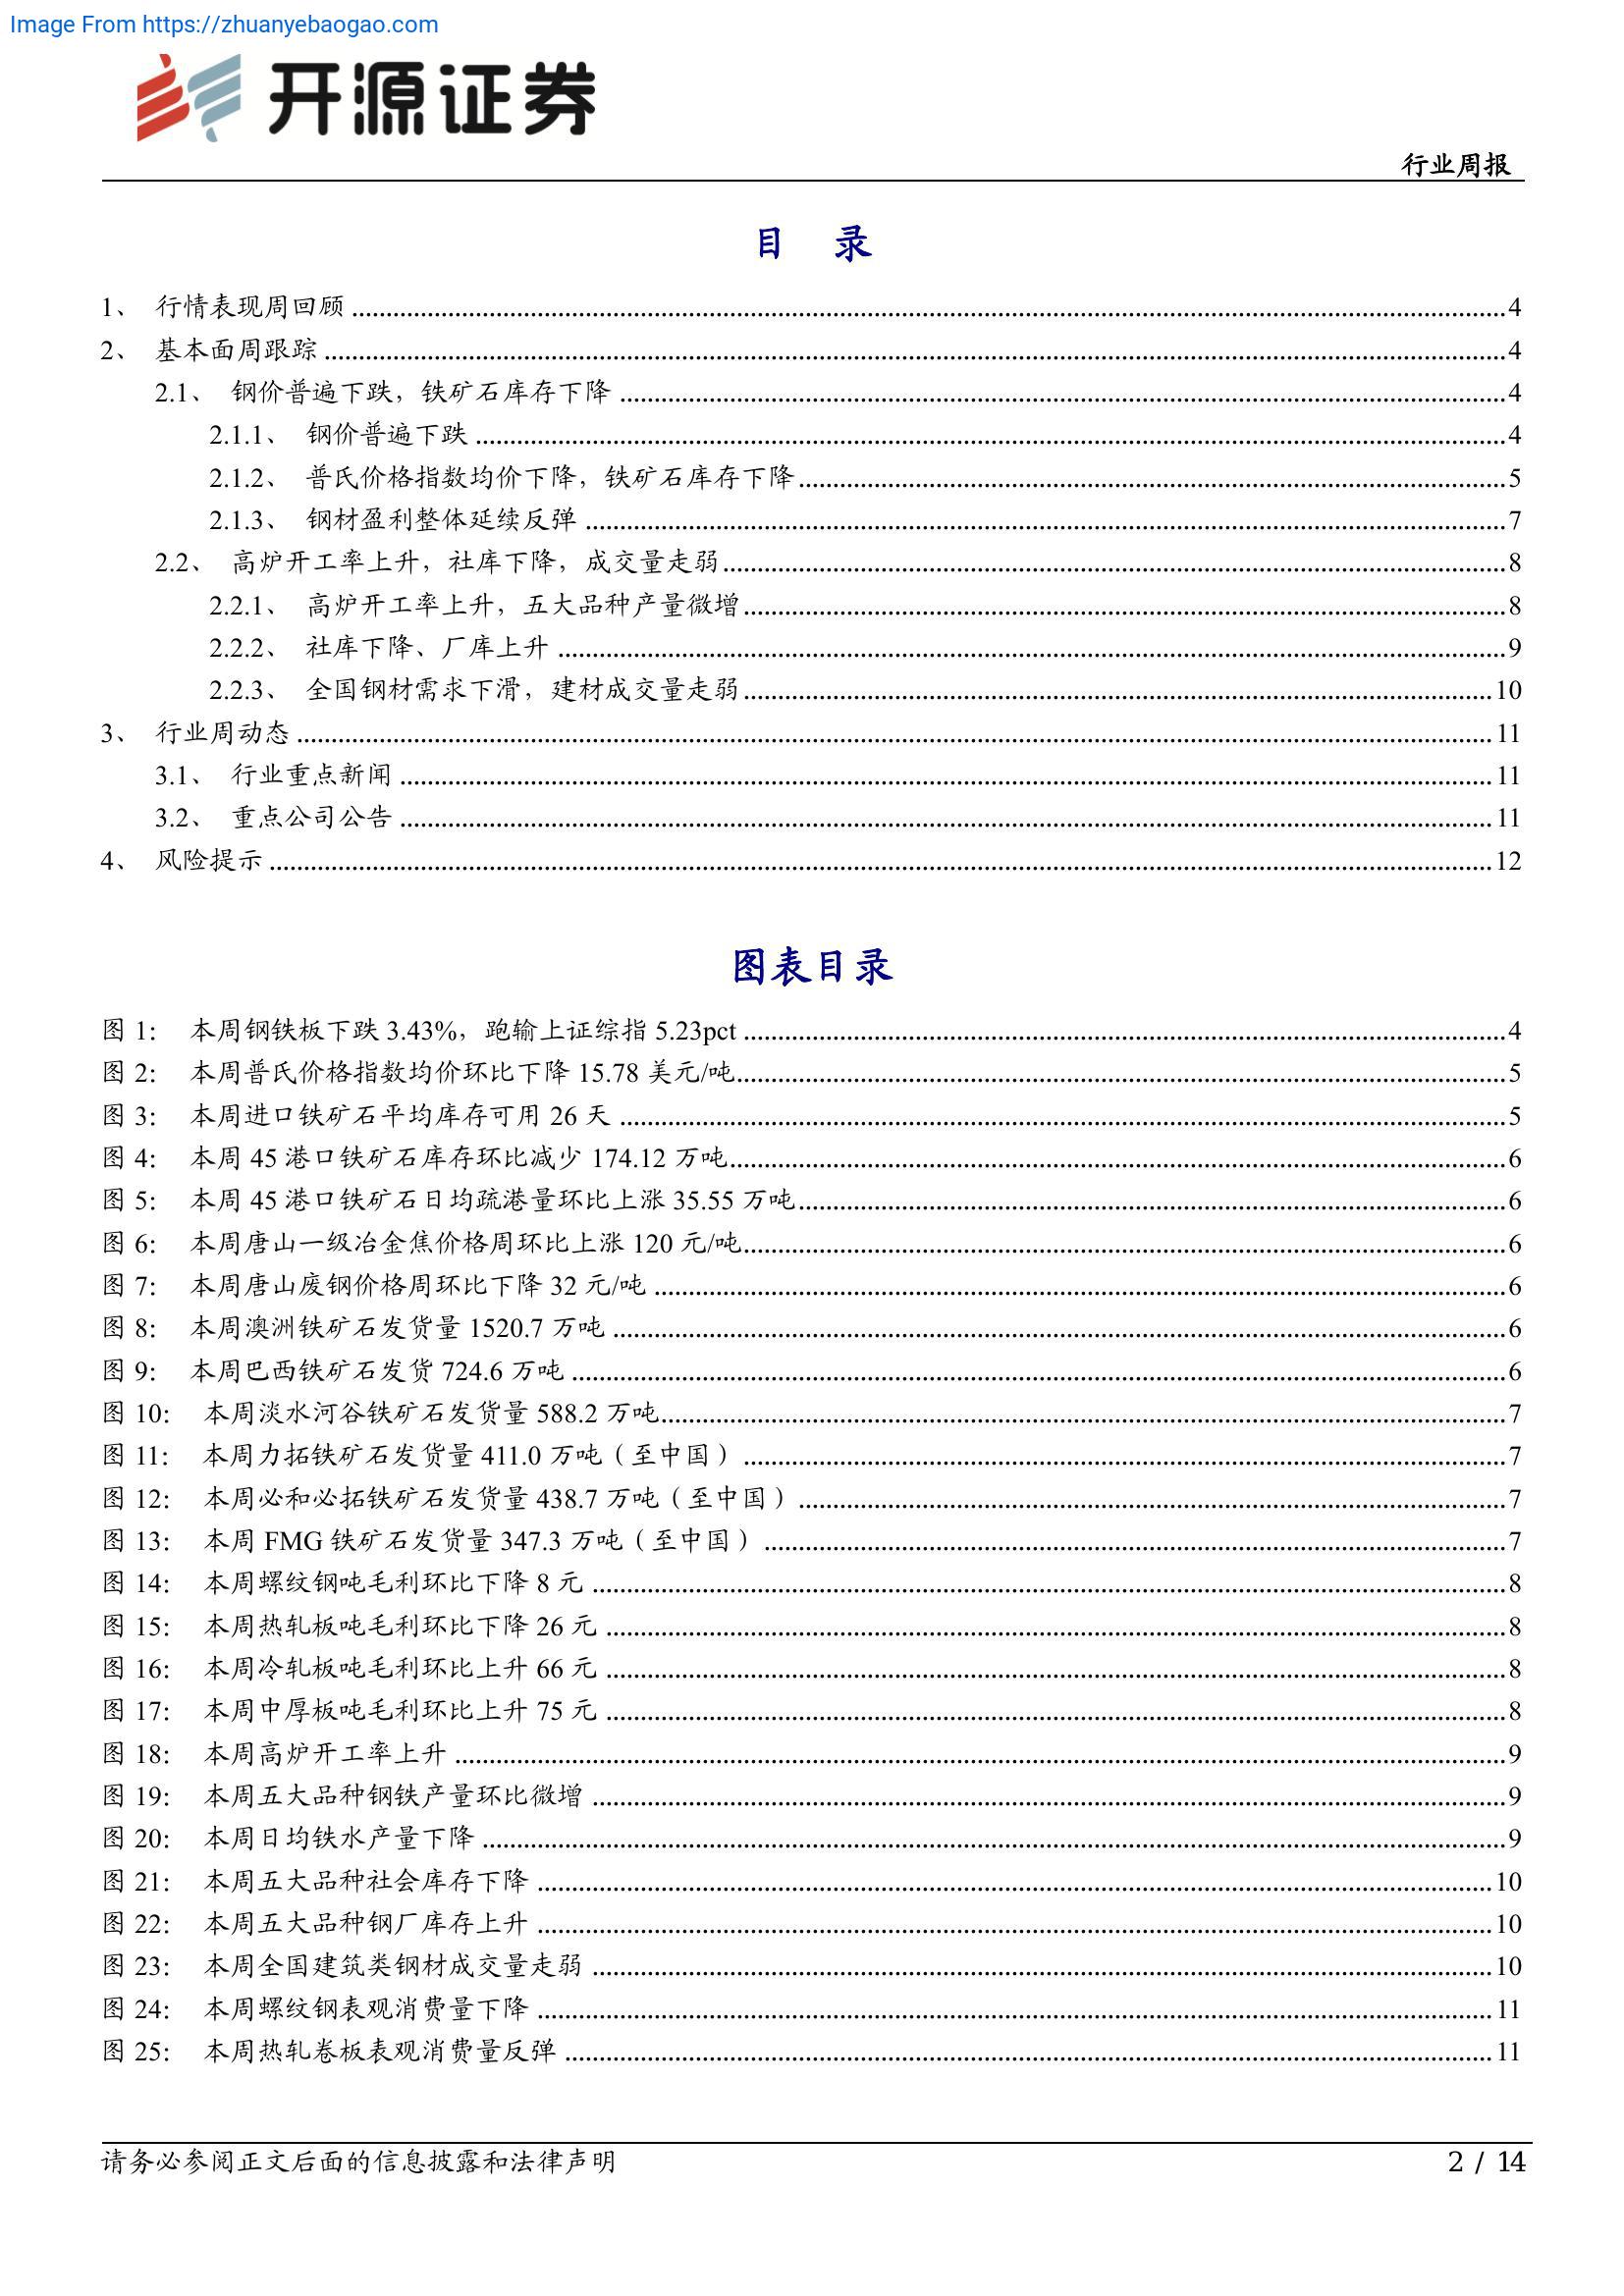 Image From https://zhuanyebaogao.com
开源证券
行业周报
目 录
1、 行情表现周回顾 4
2、 基本面周跟踪 4
2.1、 钢价普遍下跌，铁矿石库存下降 4
2.1.1、 钢价普遍下跌 4
2.1.2、 普氏价格指数均价下降，铁矿石库存下降 5
2.1.3、 钢材盈利整体延续反弹 7
2.2、 高炉开工率上升，社库下降，成交量走弱 8
2.2.1、 高炉开工率上升，五大品种产量微增 8
2.2.2、 社库下降、厂库上升 9
2.2.3、 全国钢材需求下滑，建材成交量走弱 10
3、 行业周动态 11
3.1、 行业重点新闻 11
3.2、 重点公司公告 11
4、 风险提示 12
图表目录
图 1： 本周钢铁板下跌 3.43%，跑输上证综指 5.23pct 4
图 2： 本周普氏价格指数均价环比下降 15.78 美元/吨 5
图 3： 本周进口铁矿石平均库存可用 26 天 5
图 4： 本周 45 港口铁矿石库存环比减少 174.12 万吨 6
图 5： 本周 45 港口铁矿石日均疏港量环比上涨 35.55 万吨 6
图 6： 本周唐山一级冶金焦价格周环比上涨 120 元/吨 6
图 7： 本周唐山废钢价格周环比下降 32 元/吨 6
图 8： 本周澳洲铁矿石发货量 1520.7 万吨 6
图 9： 本周巴西铁矿石发货 724.6 万吨 6
图 10： 本周淡水河谷铁矿石发货量 588.2 万吨 7
图 11： 本周力拓铁矿石发货量 411.0 万吨（至中国） 7
图 12： 本周必和必拓铁矿石发货量 438.7 万吨（至中国） 7
图 13： 本周 FMG 铁矿石发货量 347.3 万吨（至中国） 7
图 14： 本周螺纹钢吨毛利环比下降 8 元 8
图 15： 本周热轧板吨毛利环比下降 26 元 8
图 16： 本周冷轧板吨毛利环比上升 66 元 8
图 17： 本周中厚板吨毛利环比上升 75 元 8
图 18： 本周高炉开工率上升 9
图 19： 本周五大品种钢铁产量环比微增 9
图 20： 本周日均铁水产量下降 9
图 21： 本周五大品种社会库存下降 10
图 22： 本周五大品种钢厂库存上升 10
图 23： 本周全国建筑类钢材成交量走弱 10
图 24： 本周螺纹钢表观消费量下降 11
图 25： 本周热轧卷板表观消费量反弹 11
请务必参阅正文后面的信息披露和法律声明 2 / 14